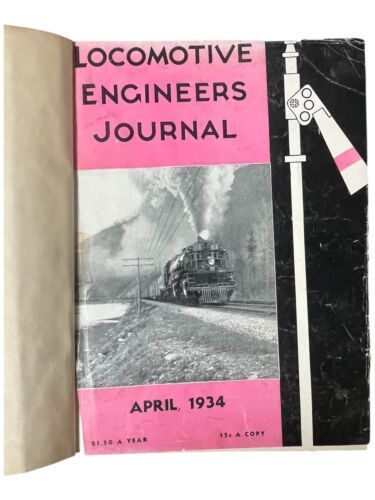 LOCOMOTIVE
ENGINEERS
JOURNAL
APRIL, 1934
$1.50 A YEAR 15c A COPY